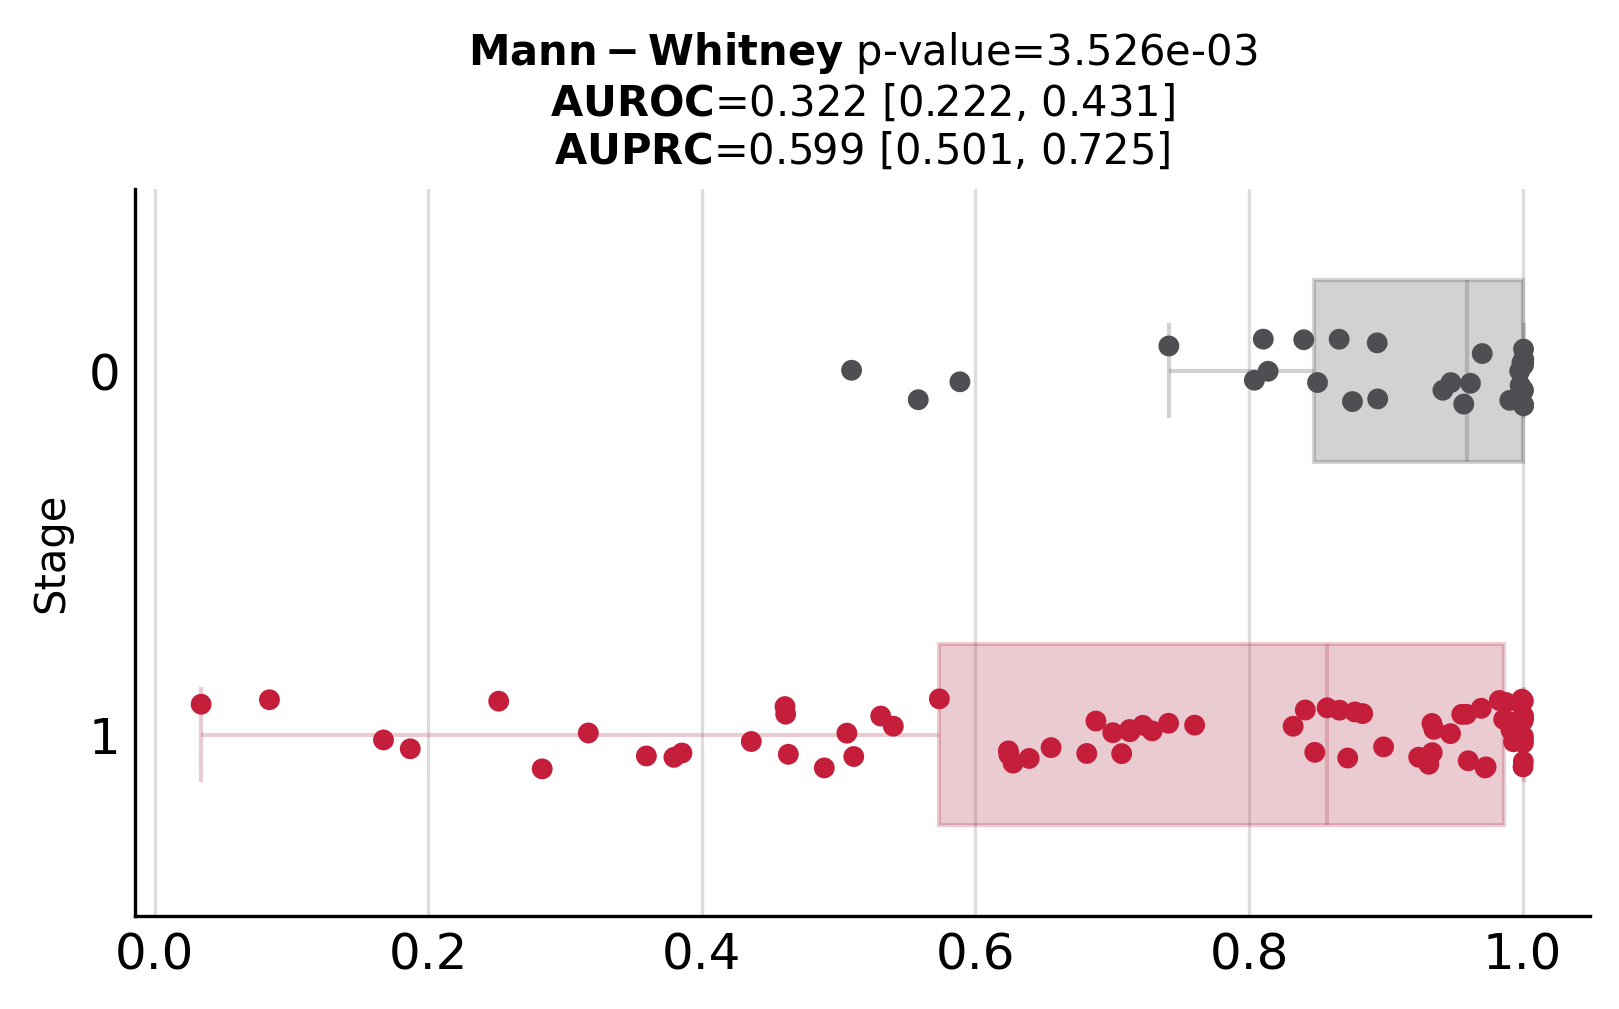 Mann − Whitney p-value=3.526e-03
AUROC=0.322 [0.222, 0.431]
AUPRC=0.599 [0.501, 0.725]
0
Stage
1
0.0 0.2 0.4 0.6 0.8 1.0